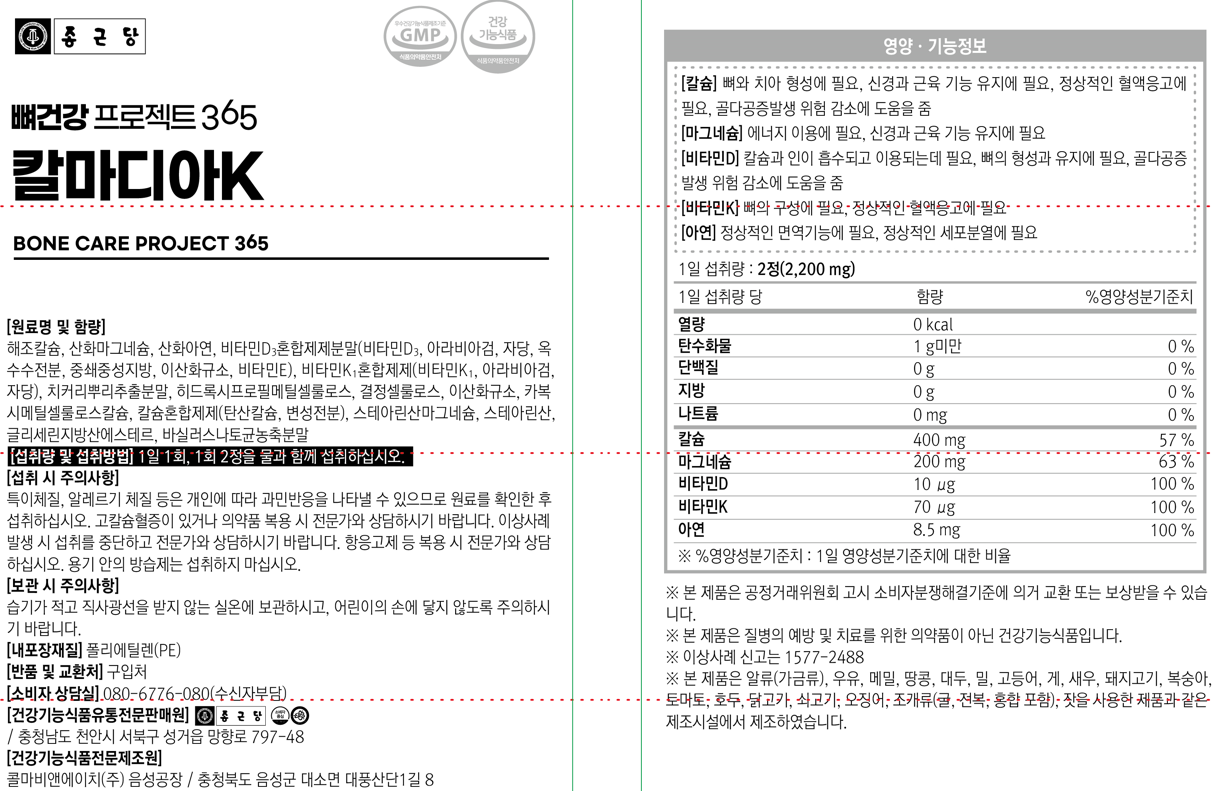 종근당
우수건강기능식품제조기준
GMP
식품의약품안전처
건강
기능식품
식품의약품안전처
뼈건강 프로젝트 365
칼마디아K
BONE CARE PROJECT 365
[원료명 및 함량]
해조칼슘, 산화마그네슘, 산화아연, 비타민D₃혼합제제분말(비타민D₃, 아라비아검, 자당, 옥
수수전분, 중쇄중성지방, 이산화규소, 비타민E), 비타민K₁혼합제제(비타민K₁, 아라비아검,
자당), 치커리뿌리추출분말, 히드록시프로필메틸셀룰로스, 결정셀룰로스, 이산화규소, 카복
시메틸셀룰로스칼슘, 칼슘혼합제제(탄산칼슘, 변성전분), 스테아린산마그네슘, 스테아린산,
글리세린지방산에스테르, 바실러스나토균농축분말
[섭취량 및 섭취방법] 1일 1회, 1회 2정을 물과 함께 섭취하십시오.
[섭취 시 주의사항]
특이체질, 알레르기 체질 등은 개인에 따라 과민반응을 나타낼 수 있으므로 원료를 확인한 후
섭취하십시오. 고칼슘혈증이 있거나 의약품 복용 시 전문가와 상담하시기 바랍니다. 이상사례
발생 시 섭취를 중단하고 전문가와 상담하시기 바랍니다. 항응고제 등 복용 시 전문가와 상담
하십시오. 용기 안의 방습제는 섭취하지 마십시오.
[보관 시 주의사항]
습기가 적고 직사광선을 받지 않는 실온에 보관하시고, 어린이의 손에 닿지 않도록 주의하시
기 바랍니다.
[내포장재질] 폴리에틸렌(PE)
[반품 및 교환처] 구입처
[소비자 상담실] 080-6776-080(수신자부담)
[건강기능식품유통전문판매원] 종근당
/ 충청남도 천안시 서북구 성거읍 망향로 797-48
[건강기능식품전문제조원]
콜마비앤에이치(주) 음성공장 / 충청북도 음성군 대소면 대풍산단1길 8
영양 · 기능정보
[칼슘] 뼈와 치아 형성에 필요, 신경과 근육 기능 유지에 필요, 정상적인 혈액응고에
필요, 골다공증발생 위험 감소에 도움을 줌
[마그네슘] 에너지 이용에 필요, 신경과 근육 기능 유지에 필요
[비타민D] 칼슘과 인이 흡수되고 이용되는데 필요, 뼈의 형성과 유지에 필요, 골다공증
발생 위험 감소에 도움을 줌
[비타민K] 뼈의 구성에 필요, 정상적인 혈액응고에 필요
[아연] 정상적인 면역기능에 필요, 정상적인 세포분열에 필요
1일 섭취량 : 2정(2,200 mg)
1일 섭취량 당 함량 %영양성분기준치
열량 0 kcal
탄수화물 1 g미만 0 %
단백질 0 g 0 %
지방 0 g 0 %
나트륨 0 mg 0 %
칼슘 400 mg 57 %
마그네슘 200 mg 63 %
비타민D 10 µg 100 %
비타민K 70 µg 100 %
아연 8.5 mg 100 %
※ %영양성분기준치 : 1일 영양성분기준치에 대한 비율
※ 본 제품은 공정거래위원회 고시 소비자분쟁해결기준에 의거 교환 또는 보상받을 수 있습
니다.
※ 본 제품은 질병의 예방 및 치료를 위한 의약품이 아닌 건강기능식품입니다.
※ 이상사례 신고는 1577-2488
※ 본 제품은 알류(가금류), 우유, 메밀, 땅콩, 대두, 밀, 고등어, 게, 새우, 돼지고기, 복숭아,
토마토, 호두, 닭고기, 쇠고기, 오징어, 조개류(굴, 전복, 홍합 포함), 잣을 사용한 제품과 같은
제조시설에서 제조하였습니다.